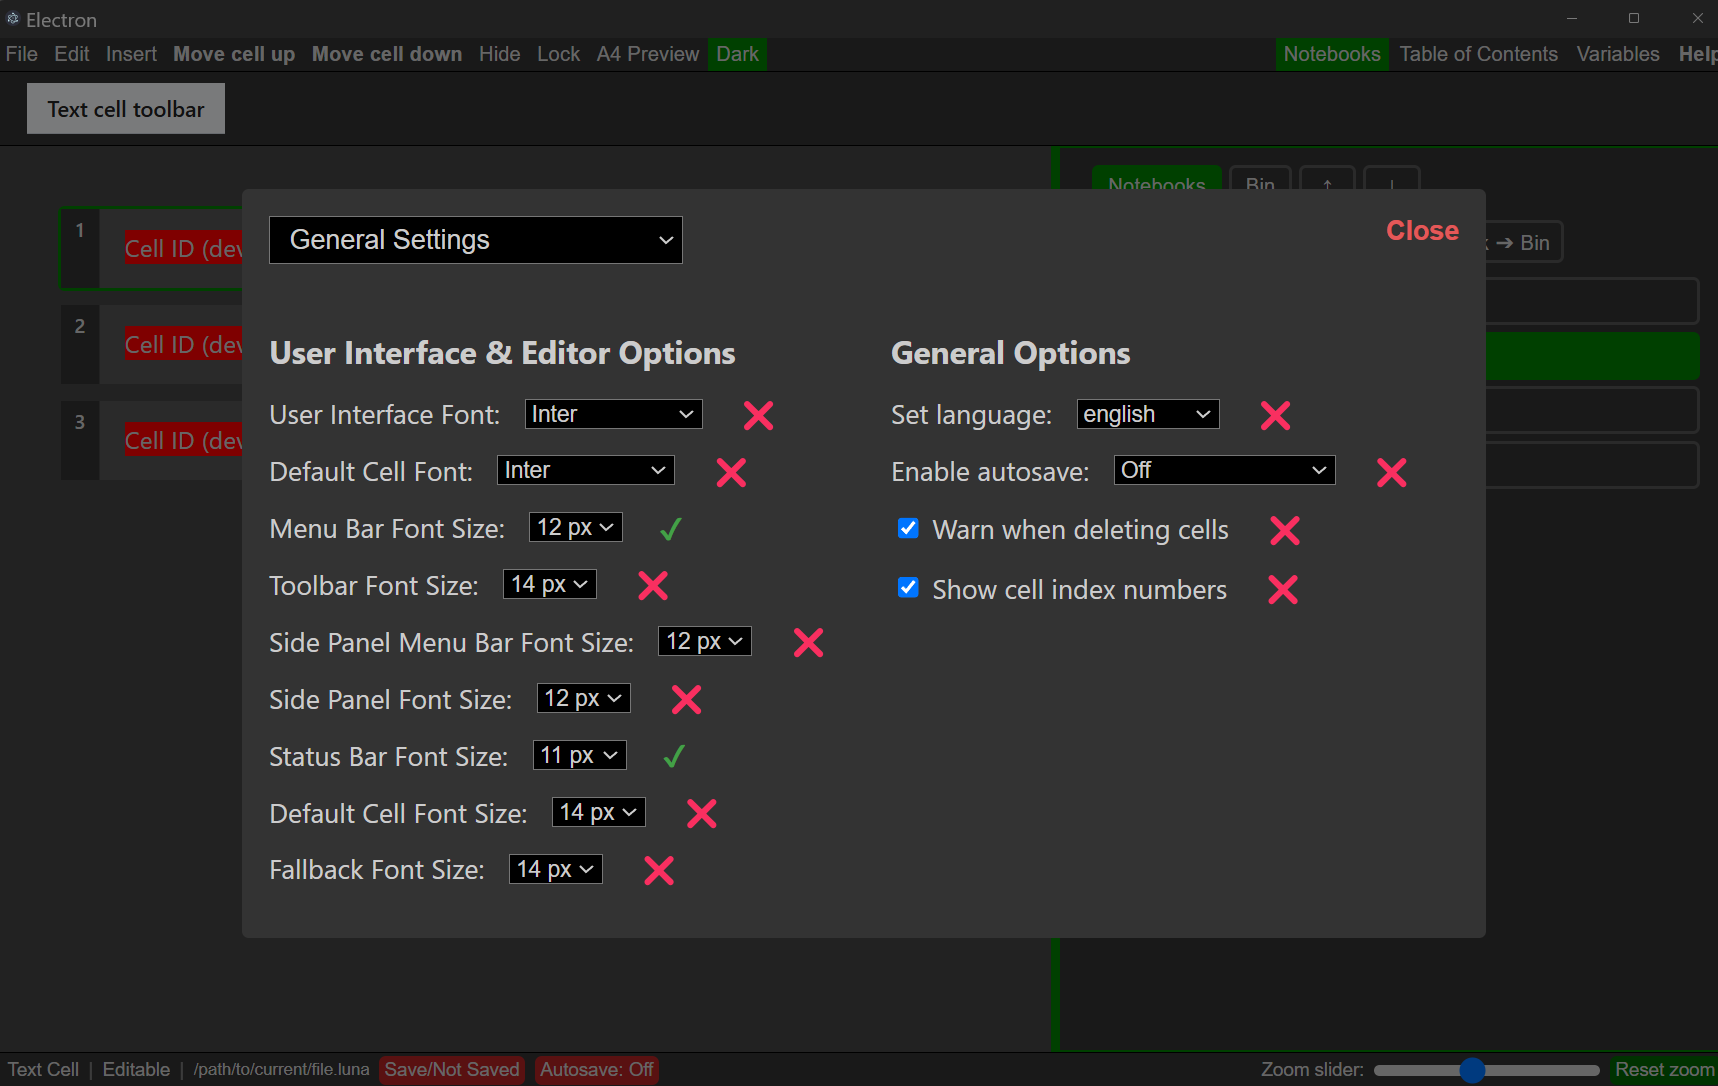 Electron
File Edit Insert Move cell up Move cell down Hide Lock A4 Preview Dark Notebooks Table of Contents Variables Help
Text cell toolbar
Notebooks Bin ↑
1
Cell ID (dev
➔ Bin
2
Cell ID (dev
3
Cell ID (dev
General Settings
Close
User Interface & Editor Options
User Interface Font: Inter ❌
Default Cell Font: Inter ❌
Menu Bar Font Size: 12 px ✓
Toolbar Font Size: 14 px ❌
Side Panel Menu Bar Font Size: 12 px ❌
Side Panel Font Size: 12 px ❌
Status Bar Font Size: 11 px ✓
Default Cell Font Size: 14 px ❌
Fallback Font Size: 14 px ❌
General Options
Set language: english ❌
Enable autosave: Off ❌
Warn when deleting cells ❌
Show cell index numbers ❌
Text Cell | Editable | /path/to/current/file.luna Save/Not Saved Autosave: Off Zoom slider: Reset zoom